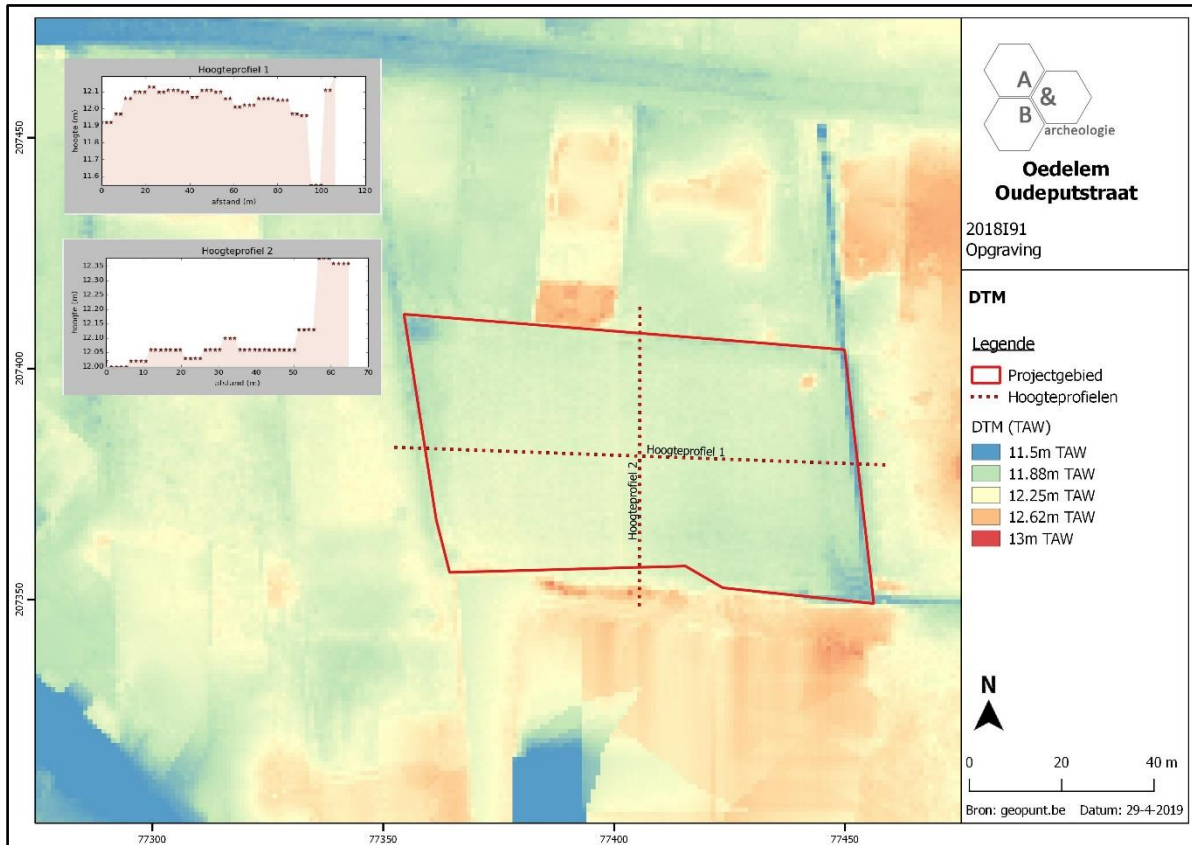 Hoogteprofiel 1
hoogte (m)
12.1
12.0
11.9
11.8
11.7
11.6
0 20 40 60 80 100 120
afstand (m)
Hoogteprofiel 2
hoogte (m)
12.35
12.30
12.25
12.20
12.15
12.10
12.05
12.00
0 10 20 30 40 50 60 70
afstand (m)
207450
207400
207350
77300 77350 77400 77450
Hoogteprofiel 1
Hoogteprofiel 2
A
&
B
archeologie
Oedelem
Oudeputstraat
2018I91
Opgraving
DTM
Legende
Projectgebied
Hoogteprofielen
DTM (TAW)
11.5m TAW
11.88m TAW
12.25m TAW
12.62m TAW
13m TAW
N
0 20 40 m
Bron: geopunt.be Datum: 29-4-2019